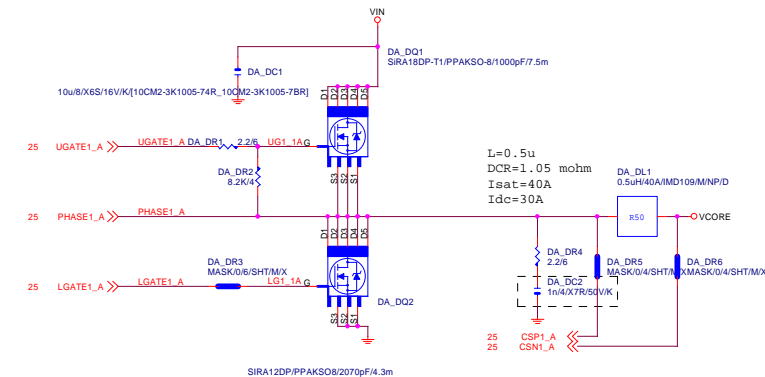 VIN
DA_DQ1
SiRA18DP-T1/PPAKSO-8/1000pF/7.5m
DA_DC1
10u/8/X6S/16V/K/[10CM2-3K1005-74R_10CM2-3K1005-7BR]
D1
D2
D3
D4
D5
25 UGATE1_A UGATE1_A DA_DR1 2.2/6 UG1_1A G
S3
S2
S1
DA_DR2
8.2K/4
L=0.5u
DCR=1.05 mohm
Isat=40A
Idc=30A
DA_DL1
0.5uH/40A/IMD109/M/NP/D
25 PHASE1_A PHASE1_A R50 VCORE
D1
D2
D3
D4
D5
DA_DR3
MASK/0/6/SHT/M/X
25 LGATE1_A LGATE1_A LG1_1A G
S3
S2
S1
DA_DQ2
DA_DR4
2.2/6
DA_DC2
1n/4/X7R/50V/K
DA_DR5
MASK/0/4/SHT/M/X
DA_DR6
MASK/0/4/SHT/M/X
25 CSP1_A
25 CSN1_A
SIRA12DP/PPAKSO8/2070pF/4.3m